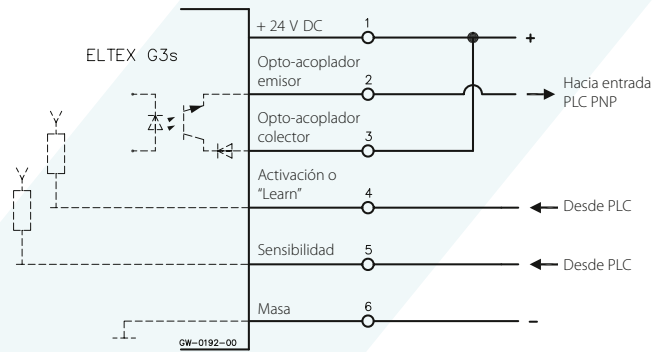 ELTEX G3s
+ 24 V DC
1
+
Opto-acoplador
emisor
2
Hacia entrada
PLC PNP
Opto-acoplador
colector
3
Activación o
“Learn”
4
Desde PLC
Sensibilidad
5
Desde PLC
Masa
6
–
GW-0192-00